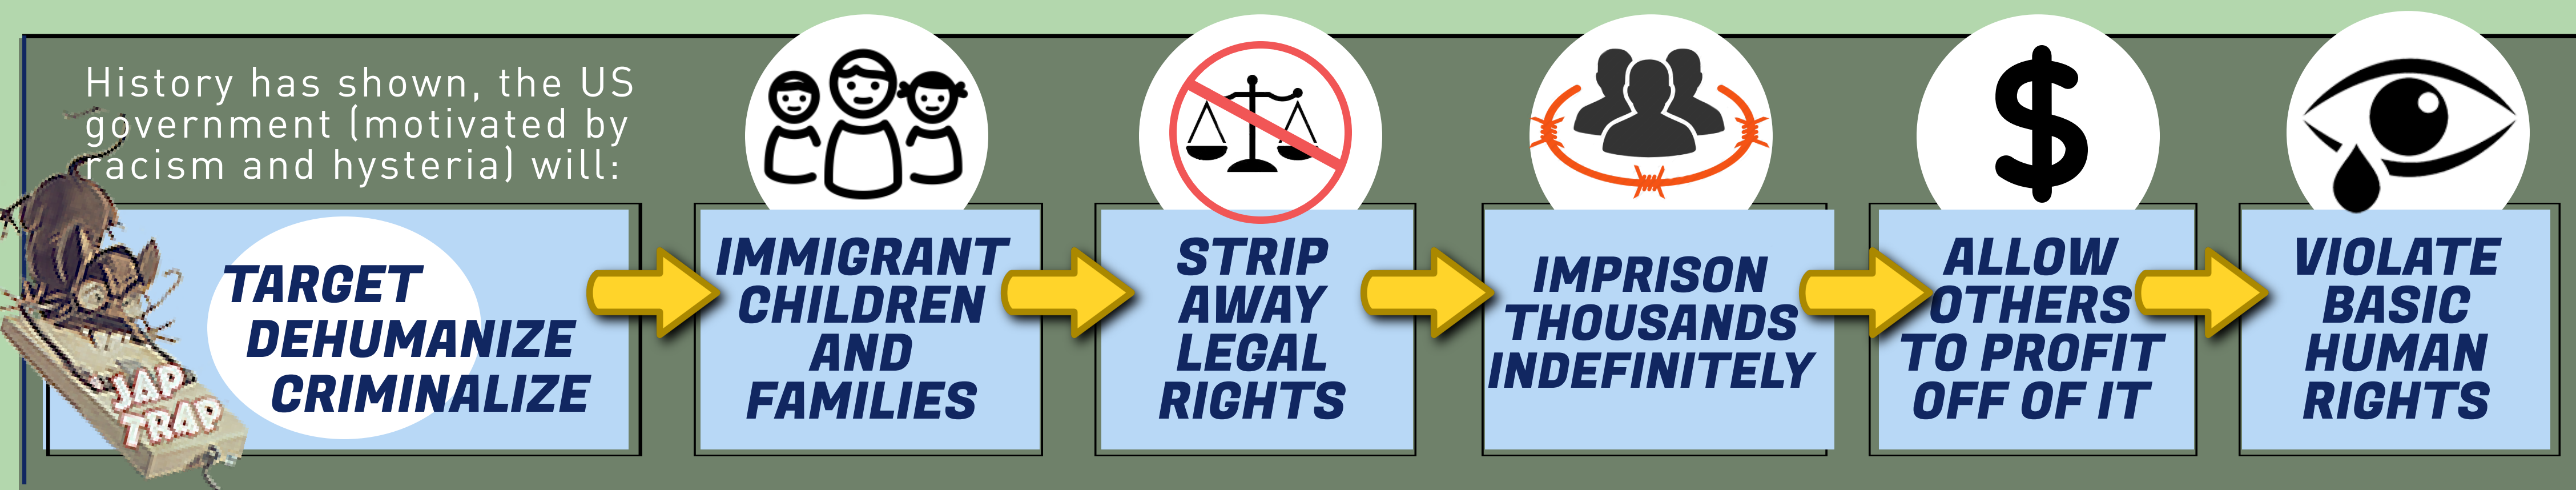 History has shown, the US
government (motivated by
racism and hysteria) will:
TARGET
DEHUMANIZE
CRIMINALIZE
JAP
TRAP
IMMIGRANT
CHILDREN
AND
FAMILIES
STRIP
AWAY
LEGAL
RIGHTS
IMPRISON
THOUSANDS
INDEFINITELY
$
ALLOW
OTHERS
TO PROFIT
OFF OF IT
VIOLATE
BASIC
HUMAN
RIGHTS